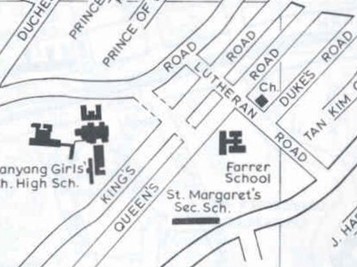 DUCHE
PRINCE
PRINCE OF
ROAD
ROAD
ROAD
ROAD
LUTHERAN
ROAD
Ch.
DUKES
TAN KIM C
anyang Girls'
h. High Sch.
KING'S
QUEEN'S
Farrer
School
St. Margaret's
Sec. Sch.
J. HA